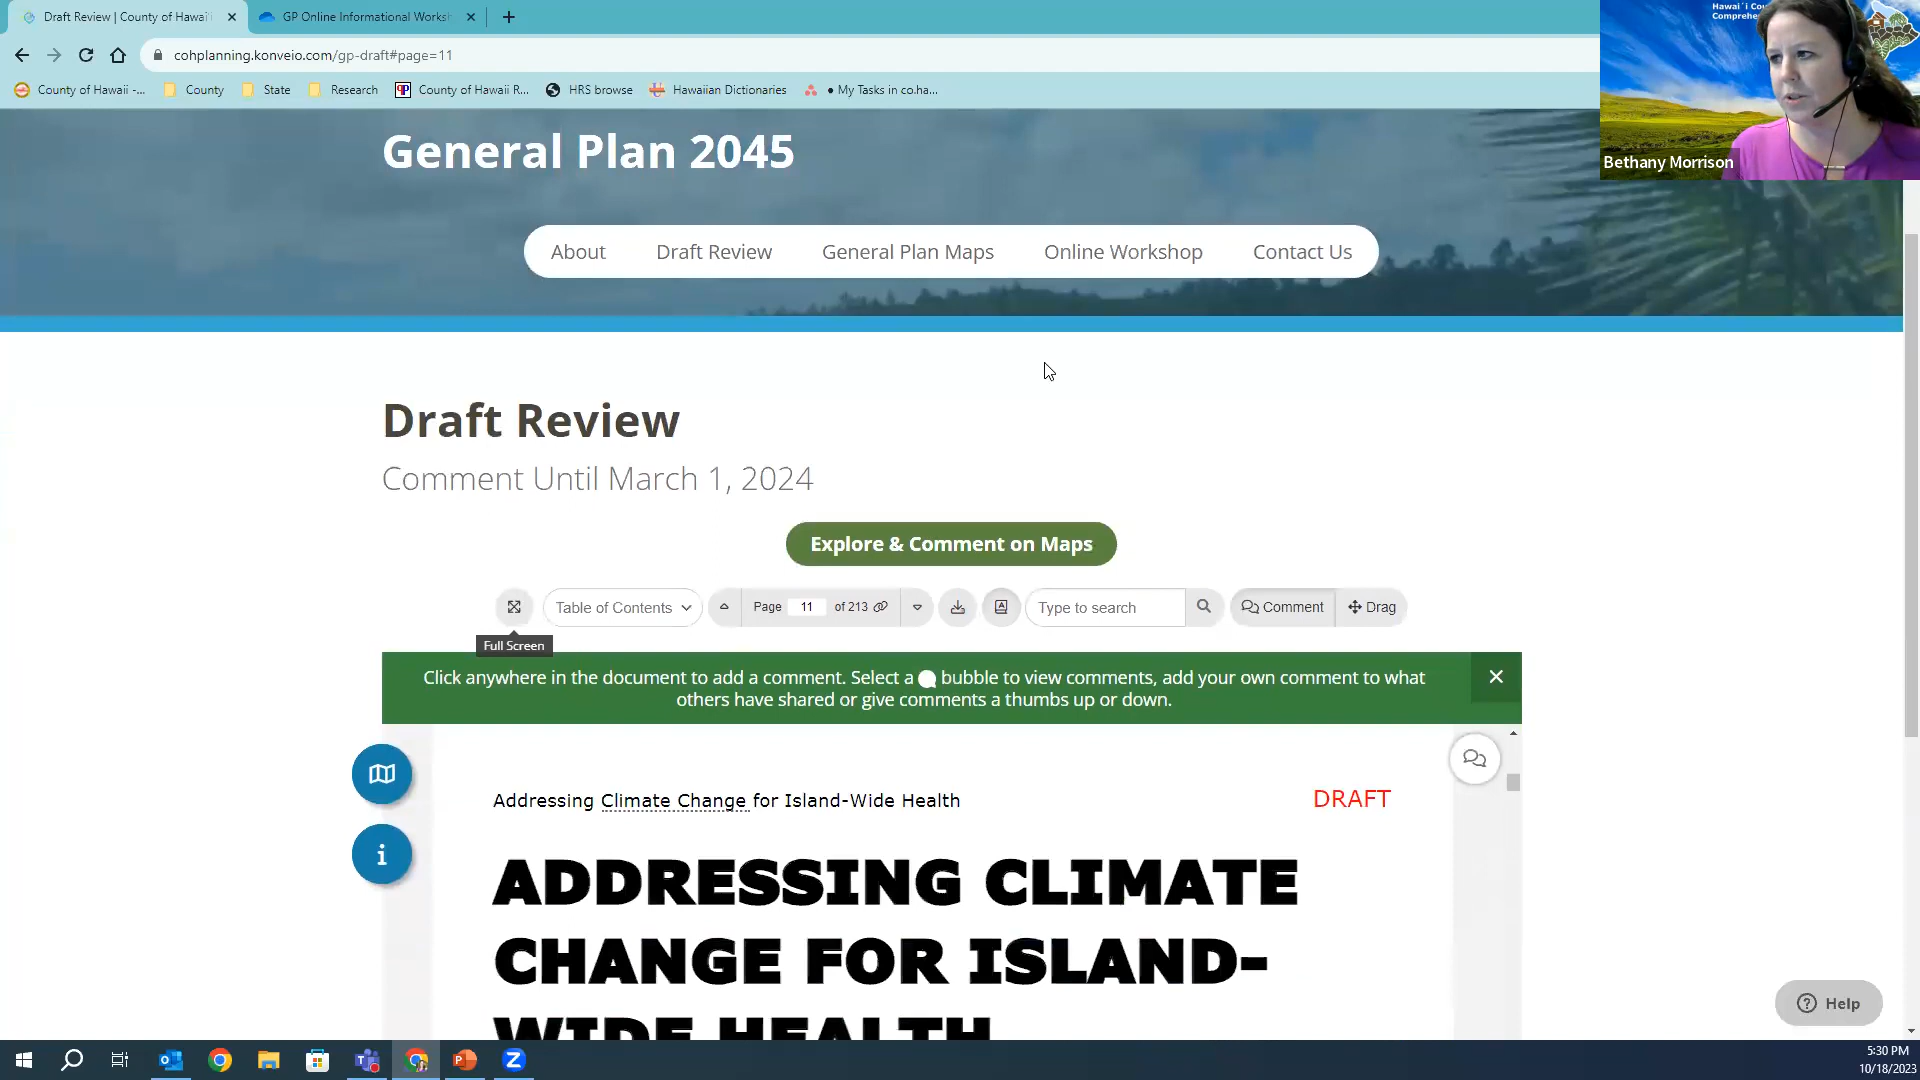 Draft Review | County of Hawai'i
GP Online Informational Worksh
cohplanning.konveio.com/gp-draft#page=11
County of Hawaii -...
County
State
Research
County of Hawaii R...
HRS browse
Hawaiian Dictionaries
• My Tasks in co.ha...
Hawai´i Cou
Comprehe
Bethany Morrison
General Plan 2045
About
Draft Review
General Plan Maps
Online Workshop
Contact Us
Draft Review
Comment Until March 1, 2024
Explore & Comment on Maps
Table of Contents
Page 11 of 213
Type to search
Comment
Drag
Full Screen
Click anywhere in the document to add a comment. Select a bubble to view comments, add your own comment to what
others have shared or give comments a thumbs up or down.
Addressing Climate Change for Island-Wide Health
DRAFT
ADDRESSING CLIMATE
CHANGE FOR ISLAND-
WIDE HEALTH
Help
5:30 PM
10/18/2023